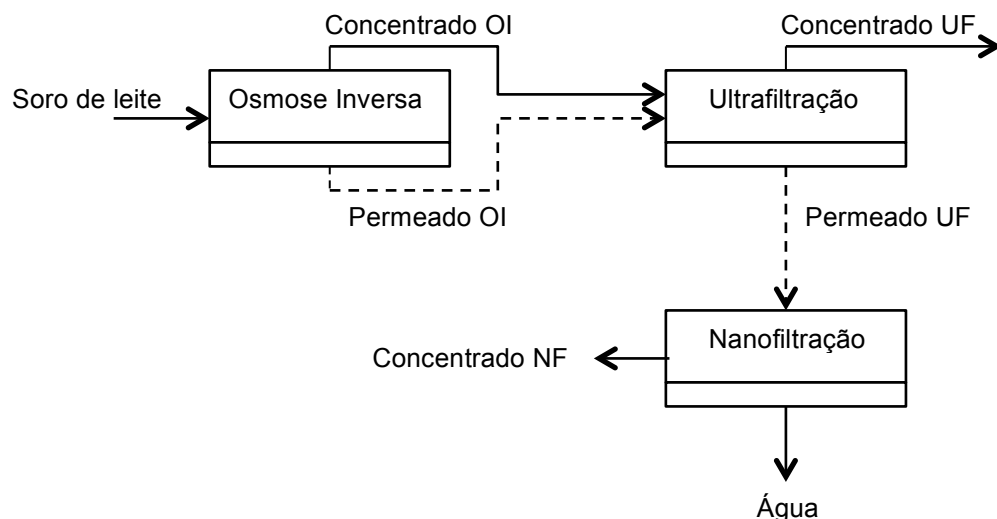 Concentrado OI
Concentrado UF
Soro de leite
Osmose Inversa
Ultrafiltração
Permeado OI
Permeado UF
Nanofiltração
Concentrado NF
Água